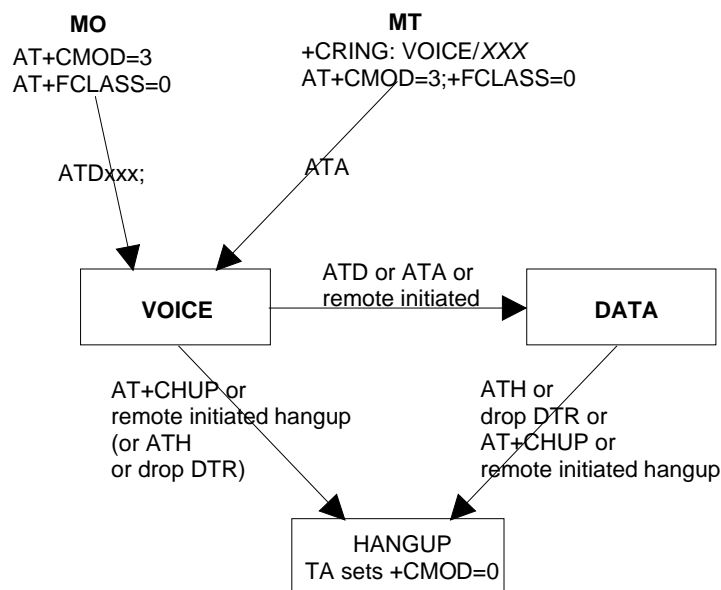 MO
AT+CMOD=3
AT+FCLASS=0
MT
+CRING: VOICE/XXX
AT+CMOD=3;+FCLASS=0
ATDxxx;
ATA
VOICE
ATD or ATA or
remote initiated
DATA
AT+CHUP or
remote initiated hangup
(or ATH
or drop DTR)
ATH or
drop DTR or
AT+CHUP or
remote initiated hangup
HANGUP
TA sets +CMOD=0